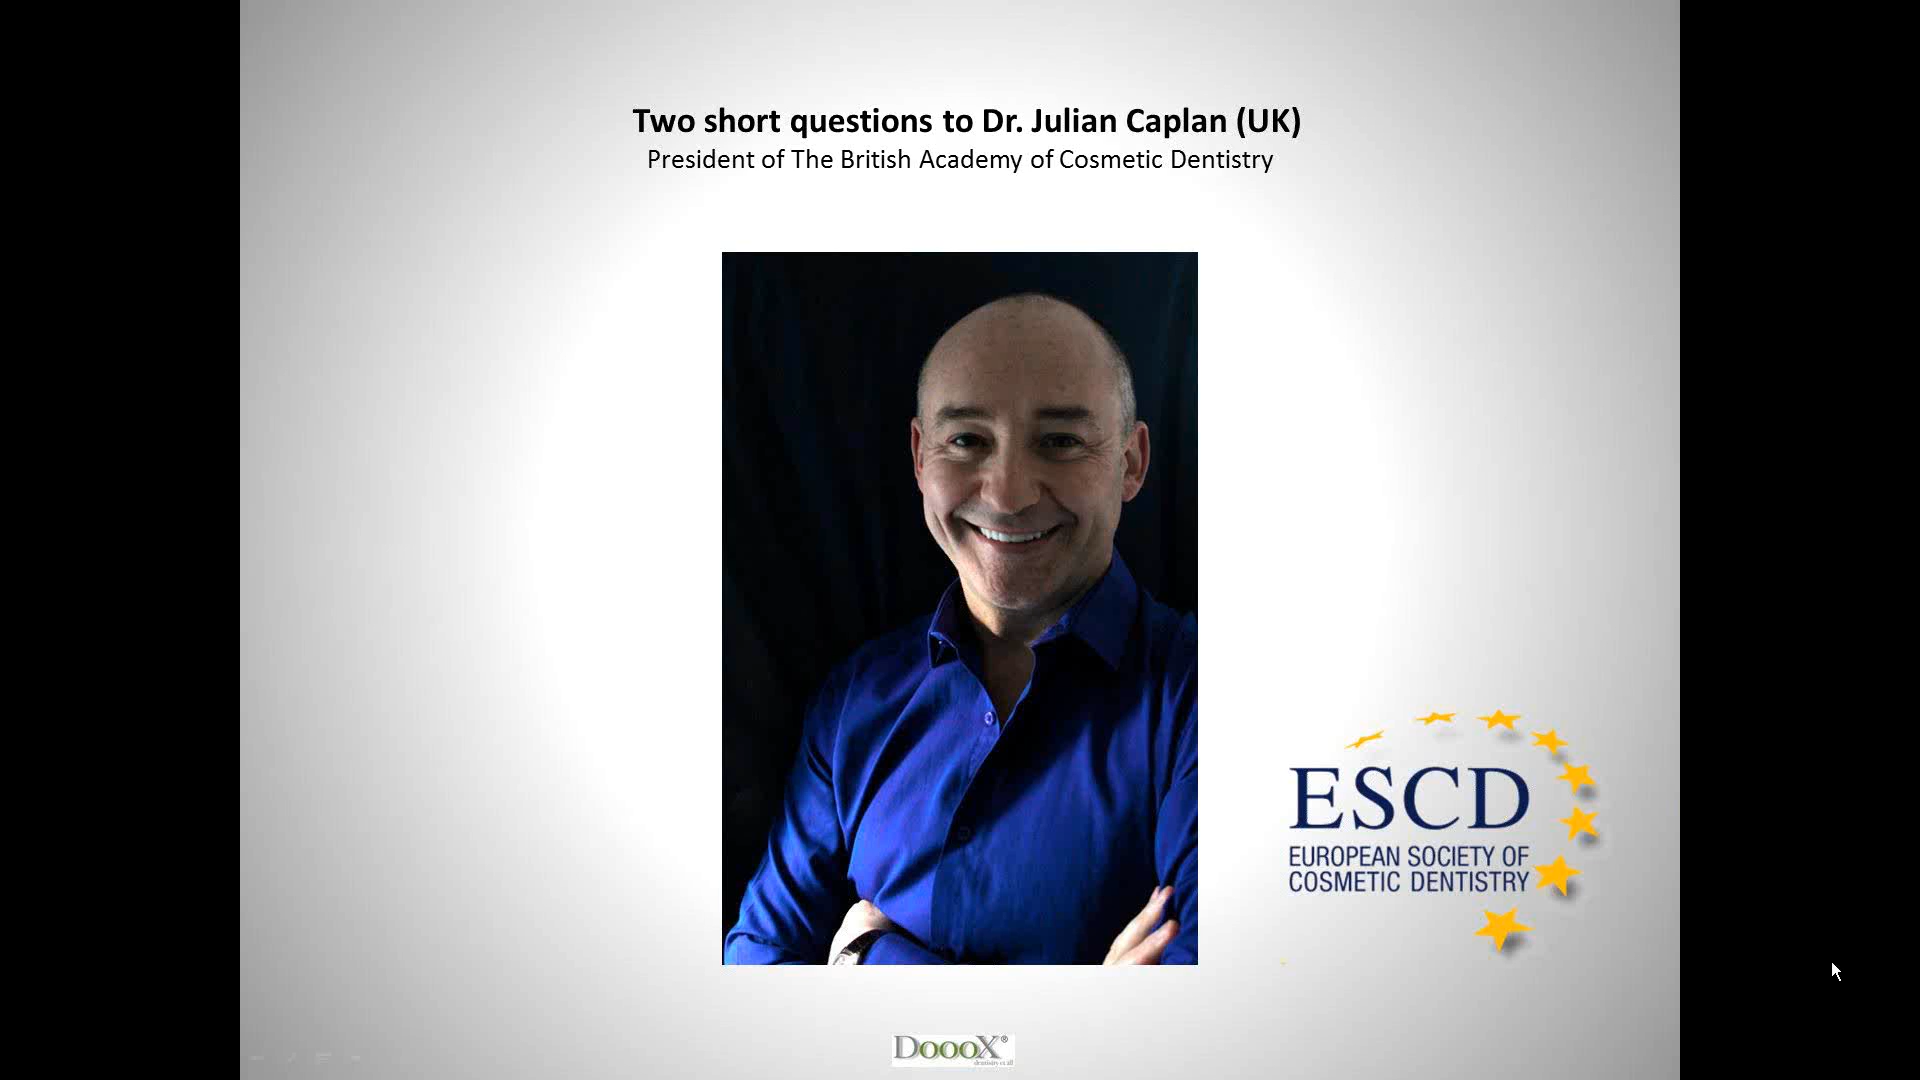 Two short questions to Dr. Julian Caplan (UK)
President of The British Academy of Cosmetic Dentistry
ESCD
EUROPEAN SOCIETY OF
COSMETIC DENTISTRY
DoooX®